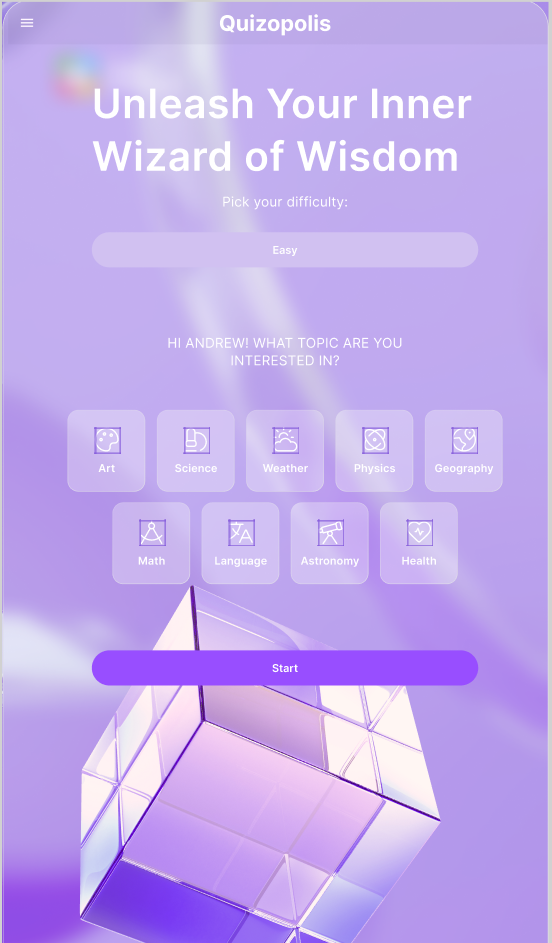 Quizopolis
Unleash Your Inner
Wizard of Wisdom
Pick your difficulty:
Easy
HI ANDREW! WHAT TOPIC ARE YOU
INTERESTED IN?
Art
Science
Weather
Physics
Geography
Math
Language
Astronomy
Health
Start